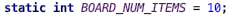 static int BOARD_NUM_ITEMS = 10;